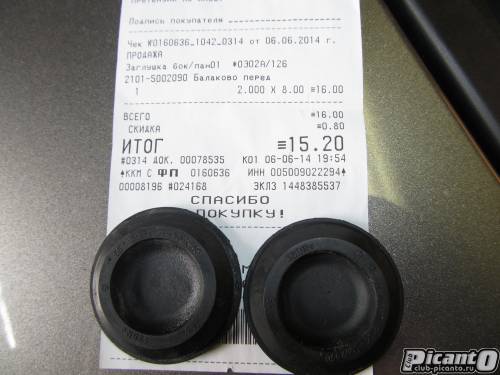 Подпись покупателя
Чек №0160636_1042_0314 от 06.06.2014 г.
ПРОДАЖА
Заглушка бок/пан01 *0302А/126
2101-5002090 Балаково перед
1 2.000 X 8.00 ≡16.00
ВСЕГО ≡16.00
СКИДКА ≡0.80
ИТОГ ≡15.20
#0314 ДОК. 00078535 К01 06-06-14 19:54
ККМ С ФП 0160636 ИНН 005009022294
00008196 #024168 ЭКЛЗ 1448385537
СПАСИБО
ПОКУПКУ!
Picanto
club-picanto.ru